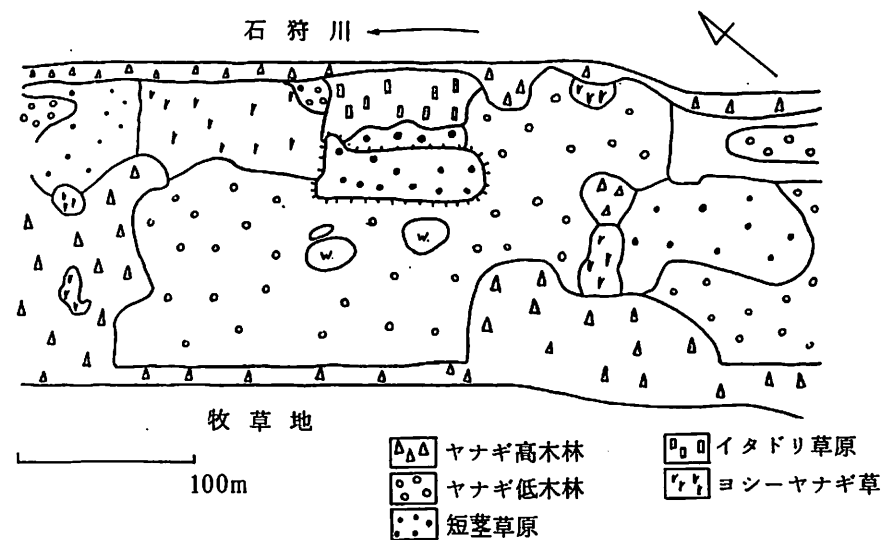 石狩川
w.
w.
牧草地
100m
ヤナギ高木林
ヤナギ低木林
短茎草原
イタドリ草原
ヨシーヤナギ草